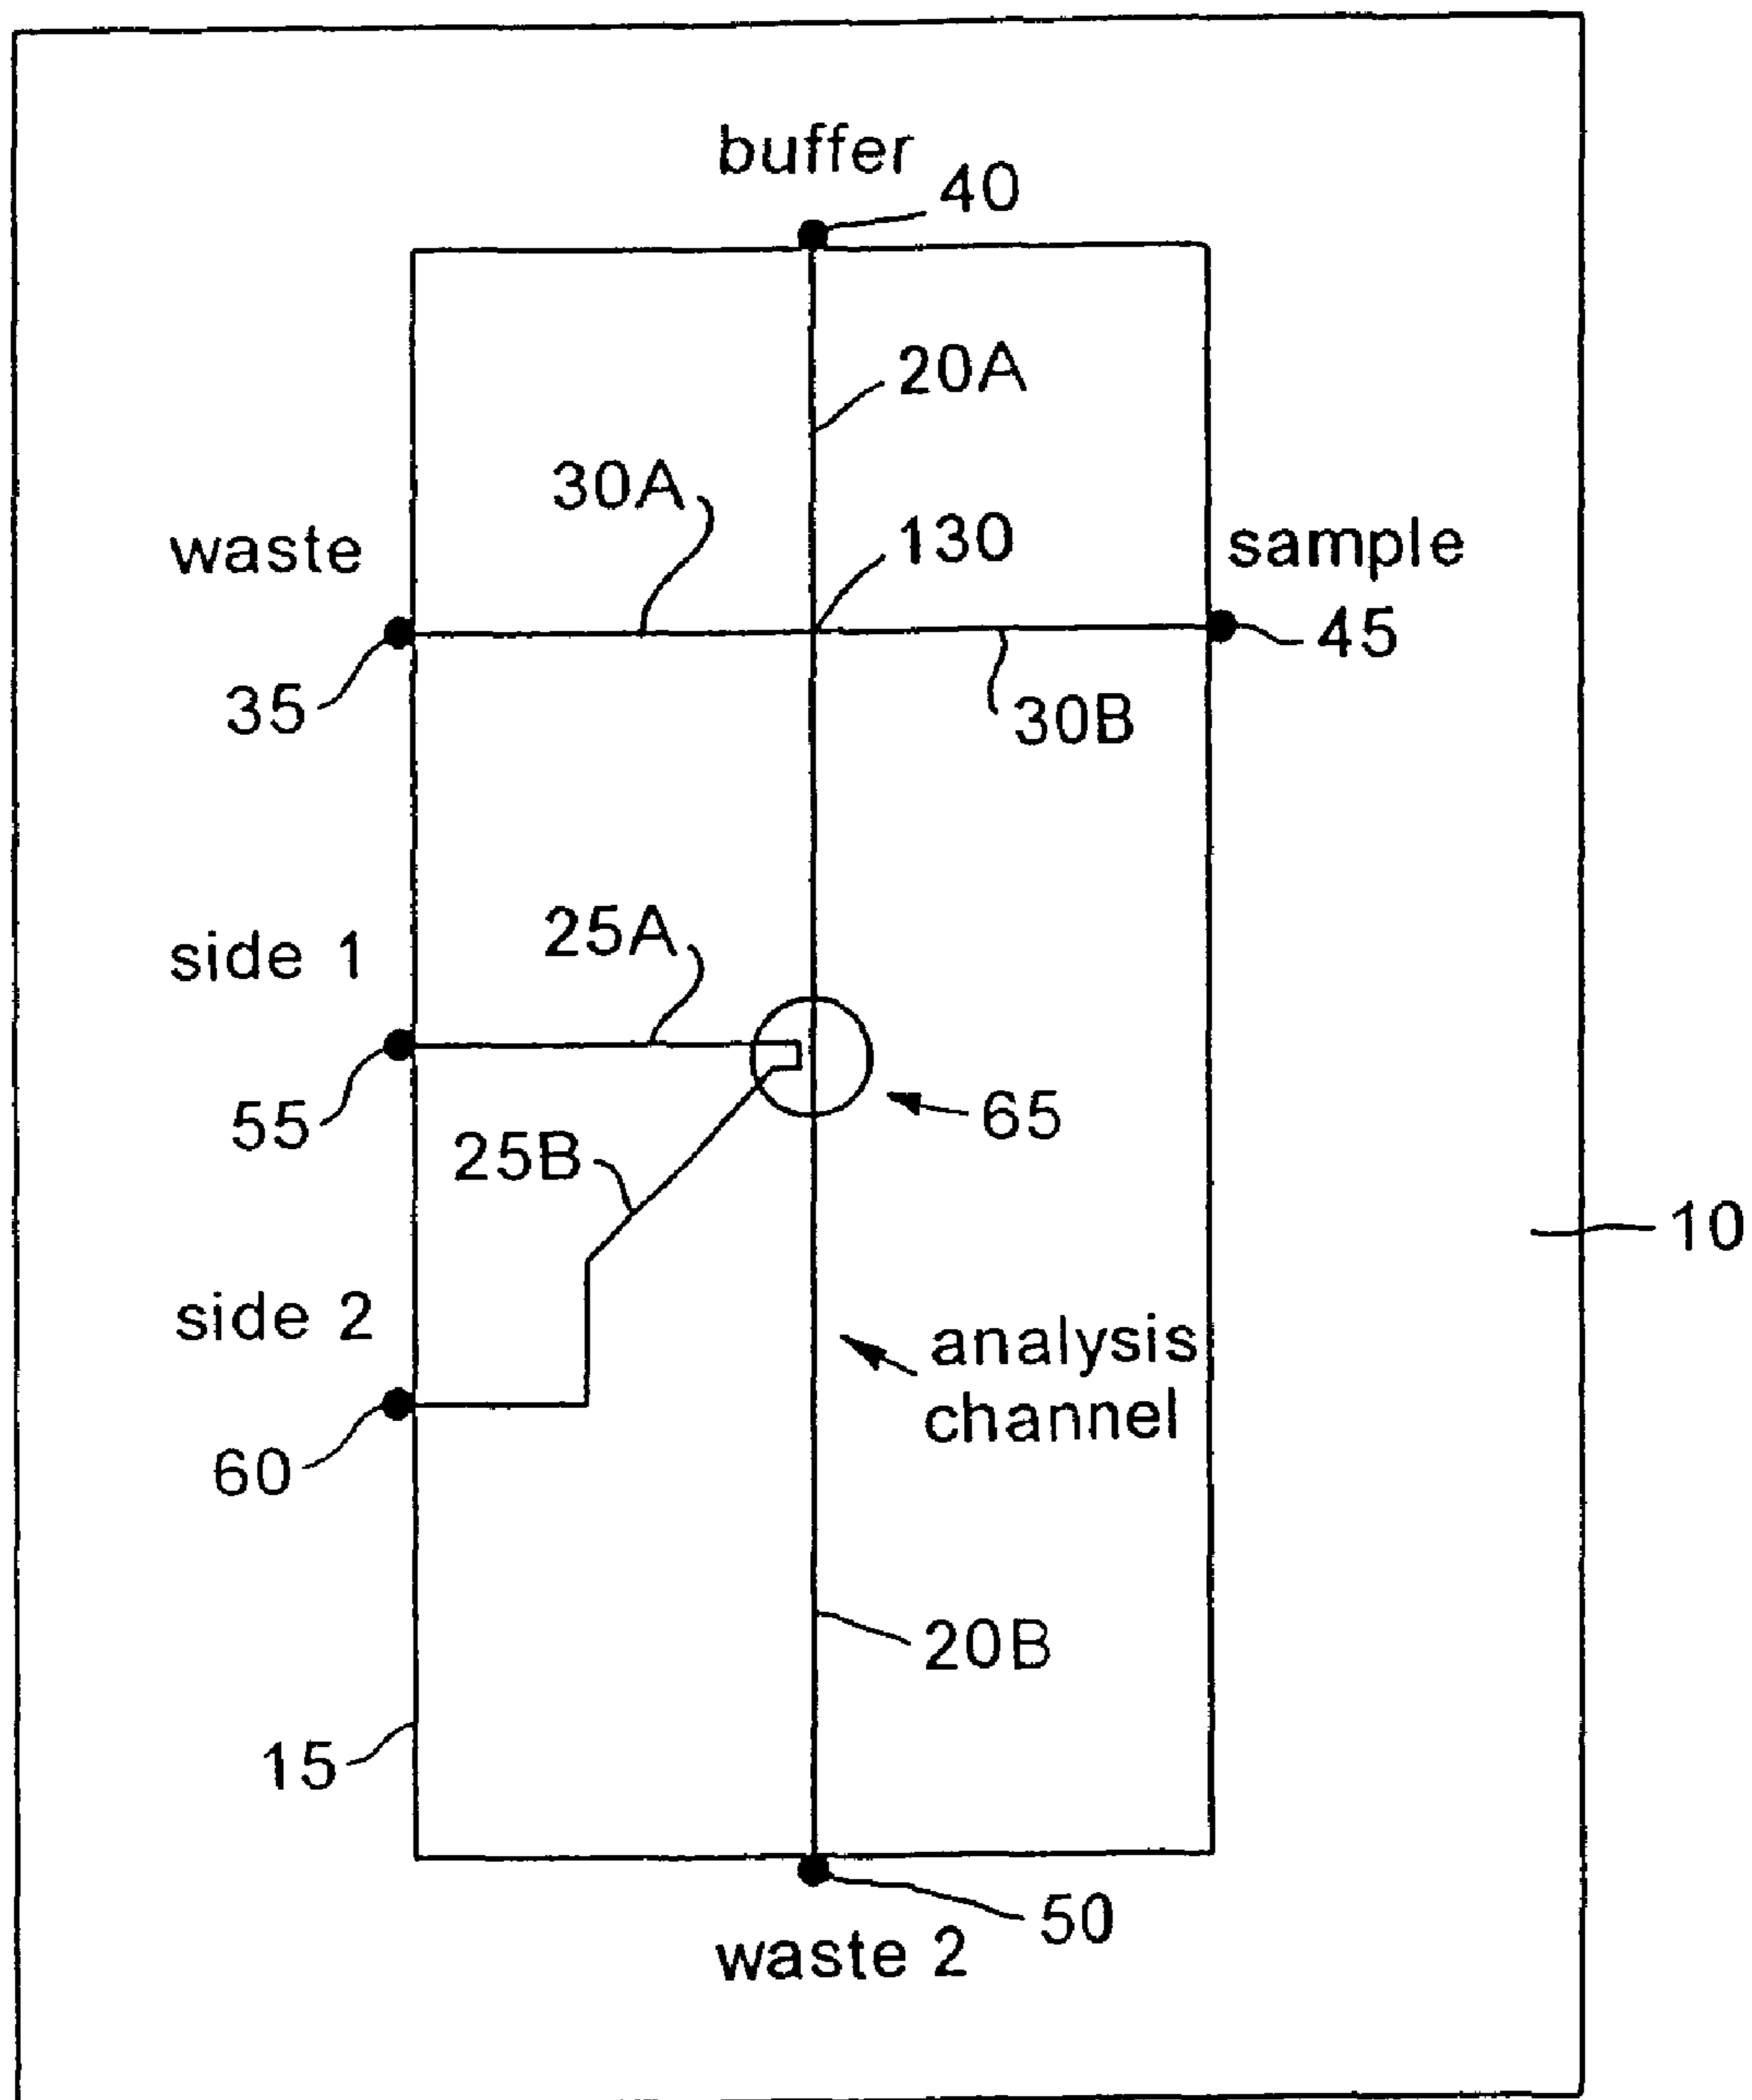 buffer
40
20A
30A
130
waste
sample
35
45
30B
25A
side 1
55
65
25B
10
side 2
analysis
channel
60
20B
15
50
waste 2